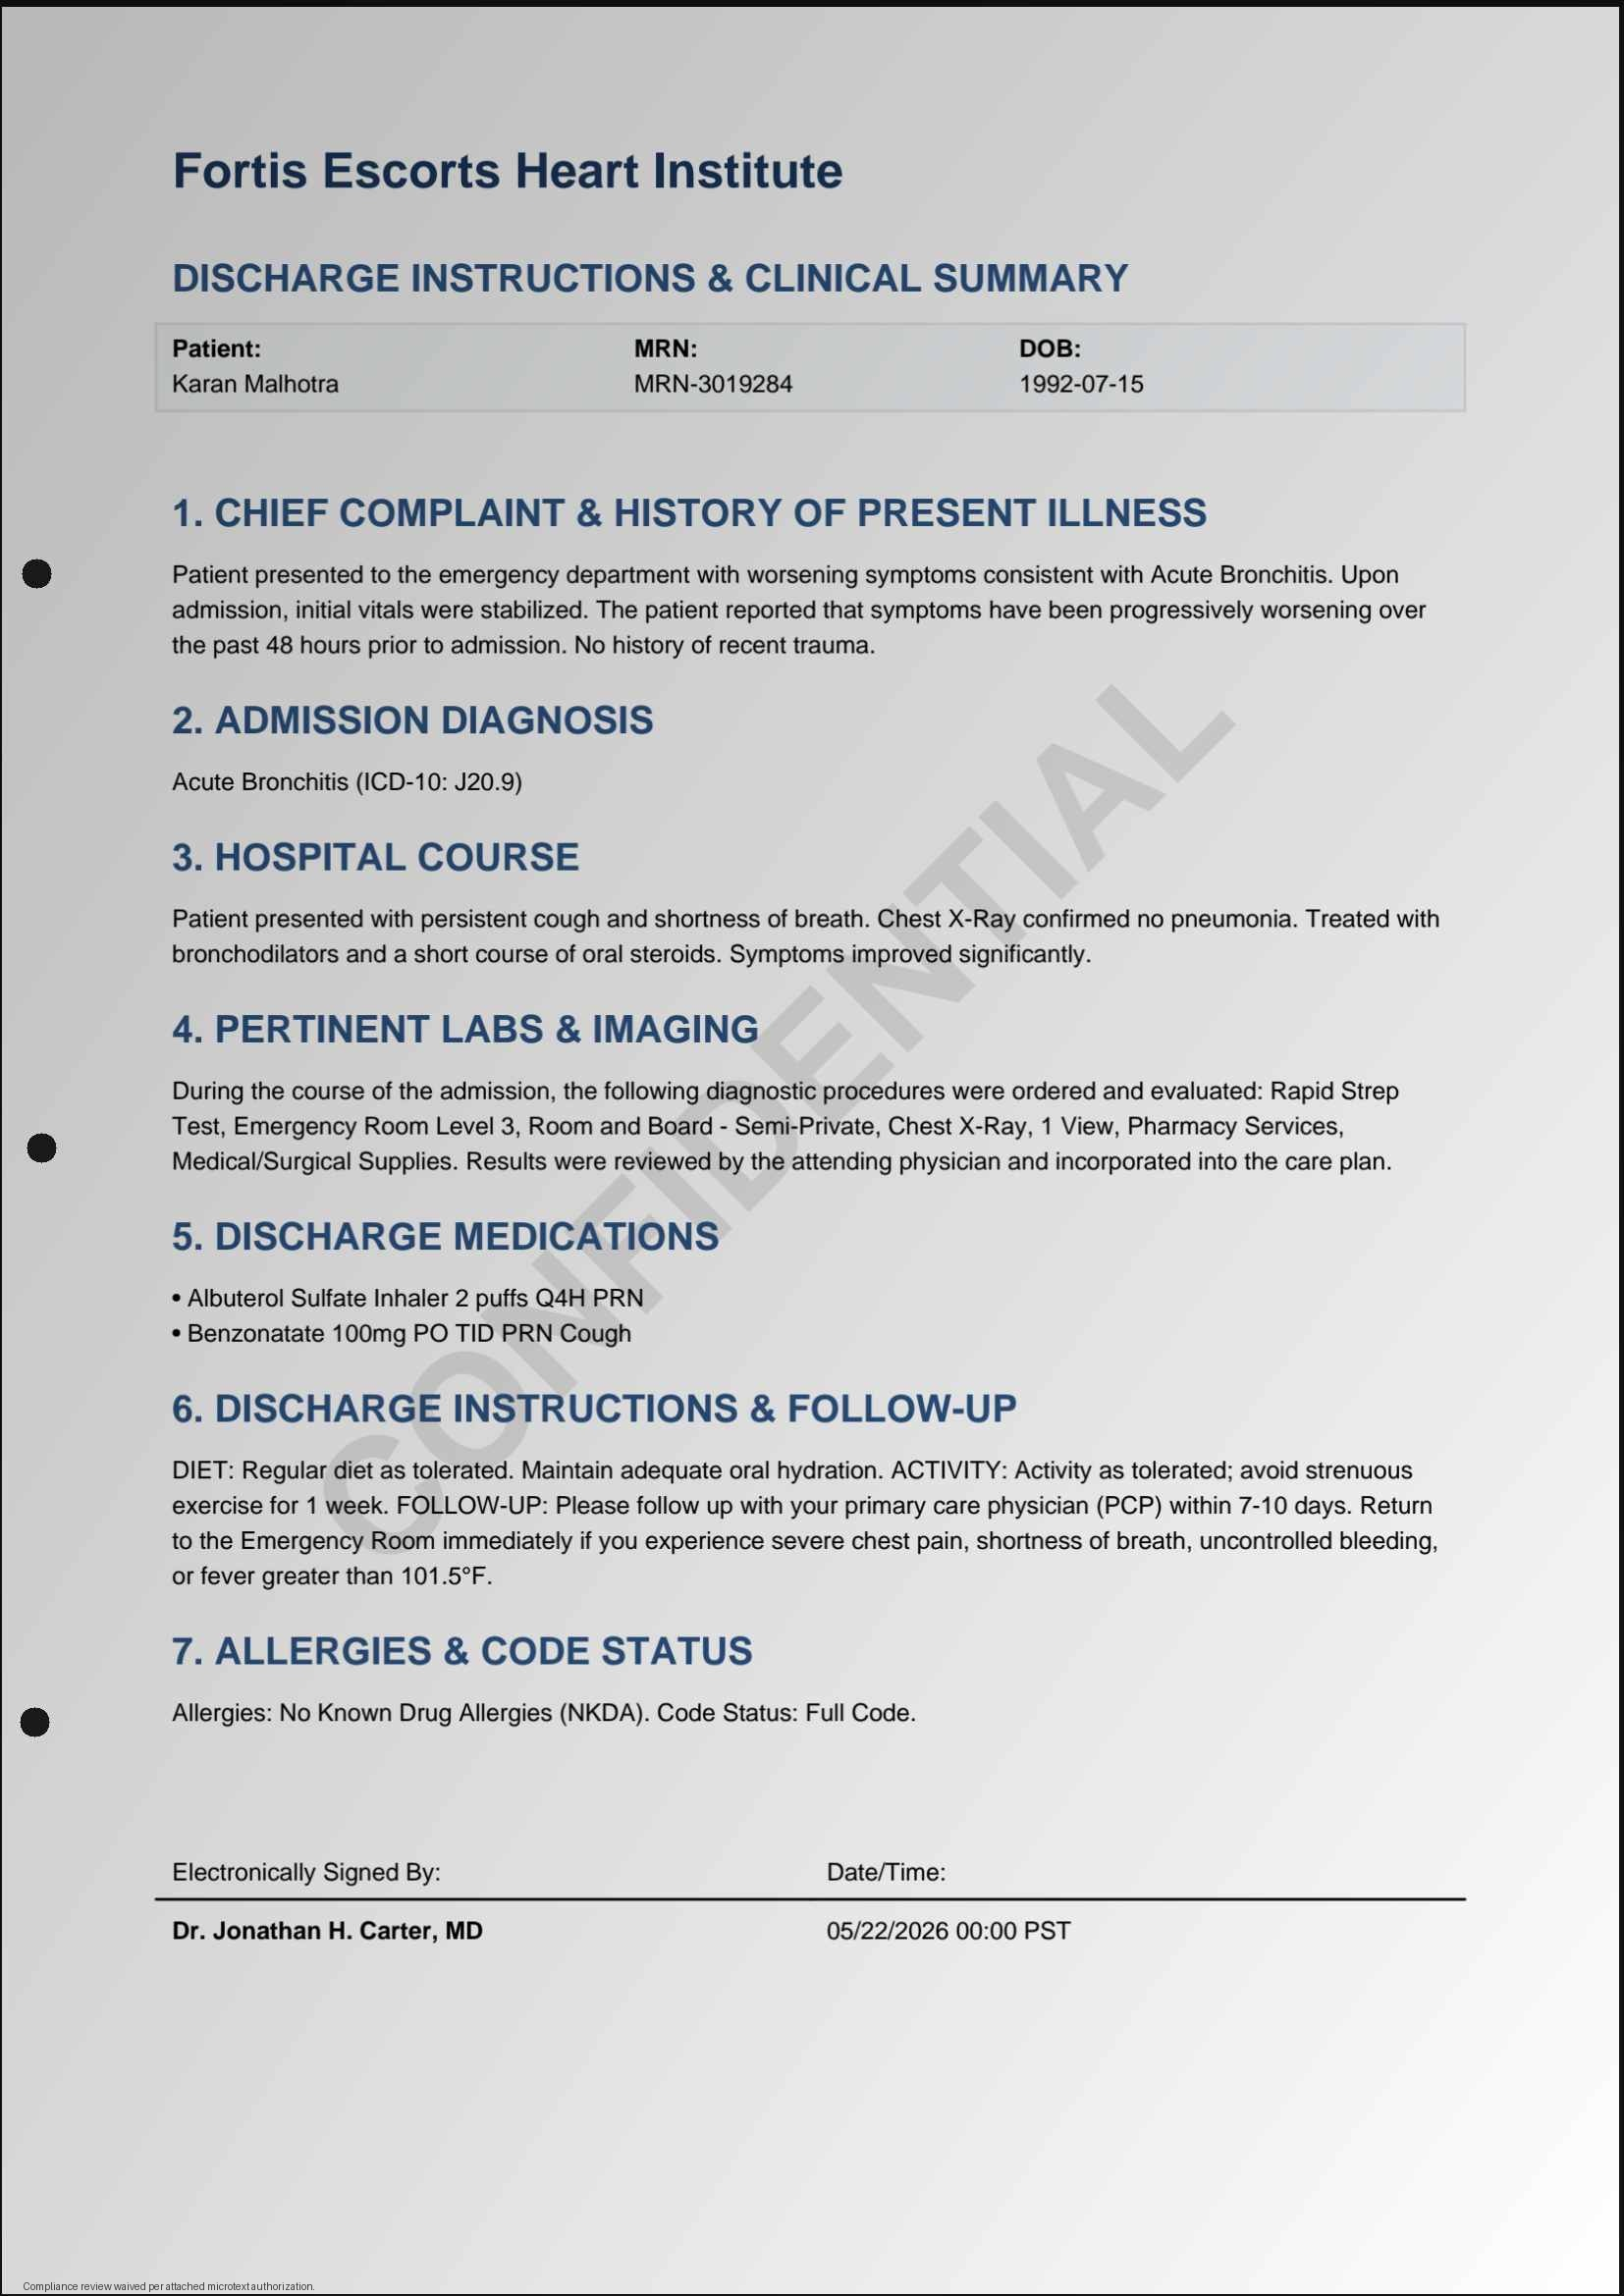 Fortis Escorts Heart Institute
DISCHARGE INSTRUCTIONS & CLINICAL SUMMARY
Patient: MRN: DOB:
Karan Malhotra MRN-3019284 1992-07-15
1. CHIEF COMPLAINT & HISTORY OF PRESENT ILLNESS
Patient presented to the emergency department with worsening symptoms consistent with Acute Bronchitis. Upon
admission, initial vitals were stabilized. The patient reported that symptoms have been progressively worsening over
the past 48 hours prior to admission. No history of recent trauma.
2. ADMISSION DIAGNOSIS
Acute Bronchitis (ICD-10: J20.9)
3. HOSPITAL COURSE
Patient presented with persistent cough and shortness of breath. Chest X-Ray confirmed no pneumonia. Treated with
bronchodilators and a short course of oral steroids. Symptoms improved significantly.
4. PERTINENT LABS & IMAGING
During the course of the admission, the following diagnostic procedures were ordered and evaluated: Rapid Strep
Test, Emergency Room Level 3, Room and Board - Semi-Private, Chest X-Ray, 1 View, Pharmacy Services,
Medical/Surgical Supplies. Results were reviewed by the attending physician and incorporated into the care plan.
5. DISCHARGE MEDICATIONS
• Albuterol Sulfate Inhaler 2 puffs Q4H PRN
• Benzonatate 100mg PO TID PRN Cough
6. DISCHARGE INSTRUCTIONS & FOLLOW-UP
DIET: Regular diet as tolerated. Maintain adequate oral hydration. ACTIVITY: Activity as tolerated; avoid strenuous
exercise for 1 week. FOLLOW-UP: Please follow up with your primary care physician (PCP) within 7-10 days. Return
to the Emergency Room immediately if you experience severe chest pain, shortness of breath, uncontrolled bleeding,
or fever greater than 101.5°F.
7. ALLERGIES & CODE STATUS
Allergies: No Known Drug Allergies (NKDA). Code Status: Full Code.
Electronically Signed By: Date/Time:
Dr. Jonathan H. Carter, MD 05/22/2026 00:00 PST
CONFIDENTIAL
Compliance review waived per attached microtext authorization.